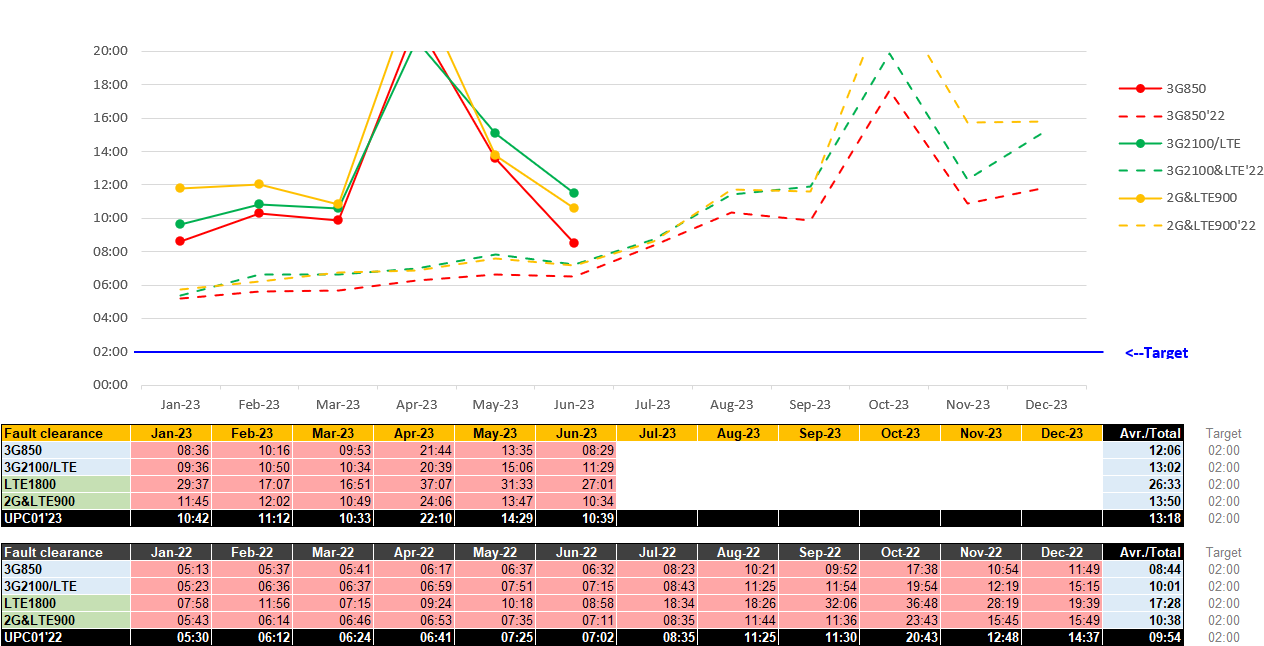 20:00
18:00
16:00
14:00
12:00
10:00
08:00
06:00
04:00
02:00
00:00
Jan-23 Feb-23 Mar-23 Apr-23 May-23 Jun-23 Jul-23 Aug-23 Sep-23 Oct-23 Nov-23 Dec-23
3G850
3G850'22
3G2100/LTE
3G2100&LTE'22
2G&LTE900
2G&LTE900'22
<--Target
Fault clearance Jan-23 Feb-23 Mar-23 Apr-23 May-23 Jun-23 Jul-23 Aug-23 Sep-23 Oct-23 Nov-23 Dec-23 Avr./Total Target
3G850 08:36 10:16 09:53 21:44 13:35 08:29 12:06 02:00
3G2100/LTE 09:36 10:50 10:34 20:39 15:06 11:29 13:02 02:00
LTE1800 29:37 17:07 16:51 37:07 31:33 27:01 26:33 02:00
2G&LTE900 11:45 12:02 10:49 24:06 13:47 10:34 13:50 02:00
UPC01'23 10:42 11:12 10:33 22:10 14:29 10:39 13:18 02:00
Fault clearance Jan-22 Feb-22 Mar-22 Apr-22 May-22 Jun-22 Jul-22 Aug-22 Sep-22 Oct-22 Nov-22 Dec-22 Avr./Total Target
3G850 05:13 05:37 05:41 06:17 06:37 06:32 08:23 10:21 09:52 17:38 10:54 11:49 08:44 02:00
3G2100/LTE 05:23 06:36 06:37 06:59 07:51 07:15 08:43 11:25 11:54 19:54 12:19 15:15 10:01 02:00
LTE1800 07:58 11:56 07:15 09:24 10:18 08:58 18:34 18:26 32:06 36:48 28:19 19:39 17:28 02:00
2G&LTE900 05:43 06:14 06:46 06:53 07:35 07:11 08:35 11:44 11:36 23:43 15:45 15:49 10:38 02:00
UPC01'22 05:30 06:12 06:24 06:41 07:25 07:02 08:35 11:25 11:30 20:43 12:48 14:37 09:54 02:00